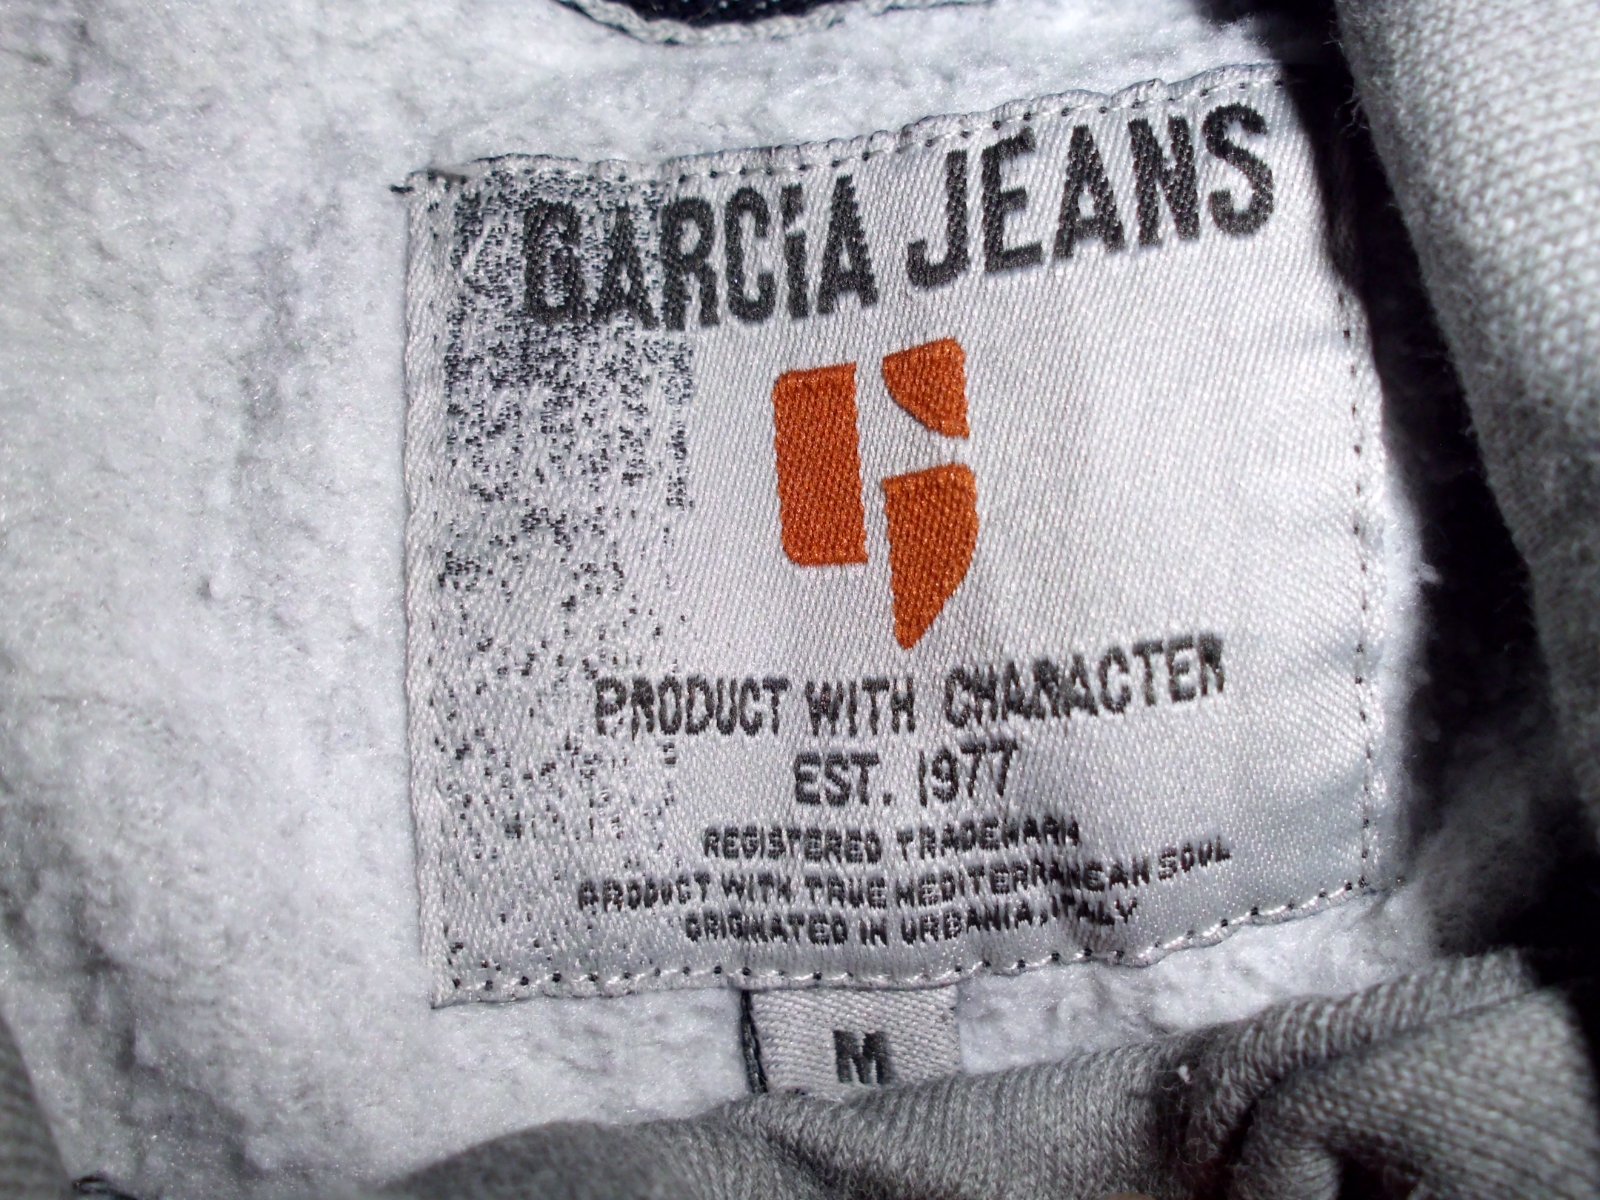 GARCIA JEANS
PRODUCT WITH CHARACTER
EST. 1977
REGISTERED TRADEMARK
PRODUCT WITH TRUE MEDITERRANEAN SOUL
ORIGINATED IN URBANIA, ITALY
M